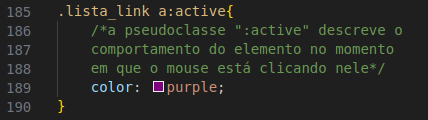 185 .lista_link a:active{
186 /*a pseudoclasse ":active" descreve o
187 comportamento do elemento no momento
188 em que o mouse está clicando nele*/
189 color: purple;
190 }